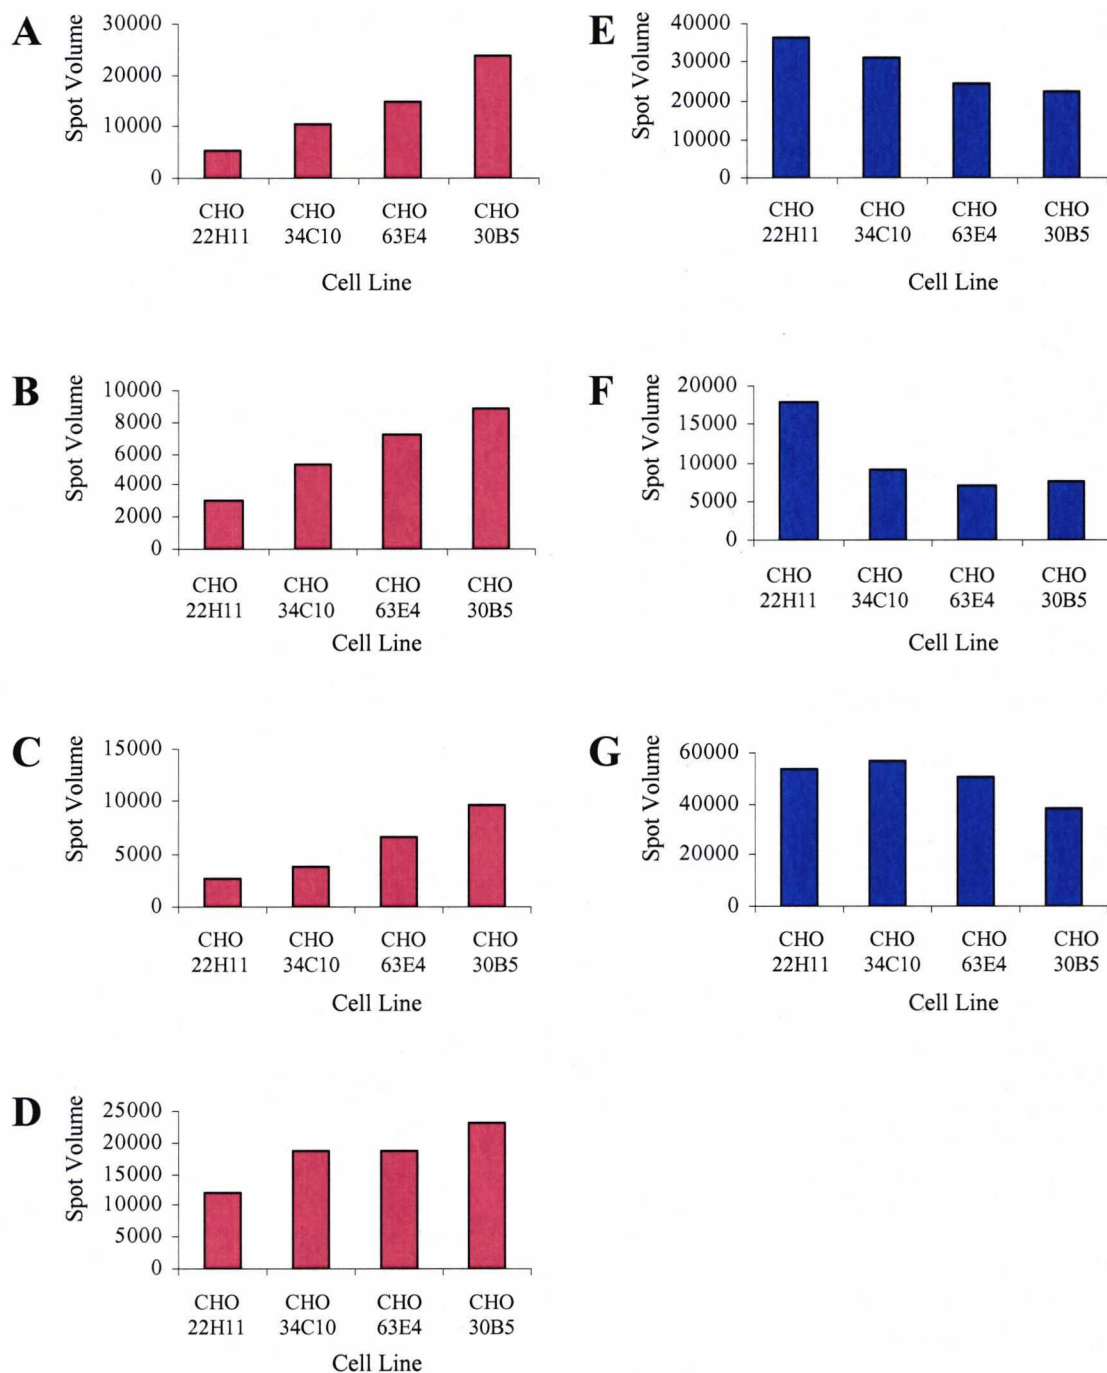 A
Spot Volume
30000
20000
10000
0
CHO CHO CHO CHO
22H11 34C10 63E4 30B5
Cell Line
B
Spot Volume
10000
8000
6000
4000
2000
0
CHO CHO CHO CHO
22H11 34C10 63E4 30B5
Cell Line
C
Spot Volume
15000
10000
5000
0
CHO CHO CHO CHO
22H11 34C10 63E4 30B5
Cell Line
D
Spot Volume
25000
20000
15000
10000
5000
0
CHO CHO CHO CHO
22H11 34C10 63E4 30B5
Cell Line
E
Spot Volume
40000
30000
20000
10000
0
CHO CHO CHO CHO
22H11 34C10 63E4 30B5
Cell Line
F
Spot Volume
20000
15000
10000
5000
0
CHO CHO CHO CHO
22H11 34C10 63E4 30B5
Cell Line
G
Spot Volume
60000
40000
20000
0
CHO CHO CHO CHO
22H11 34C10 63E4 30B5
Cell Line